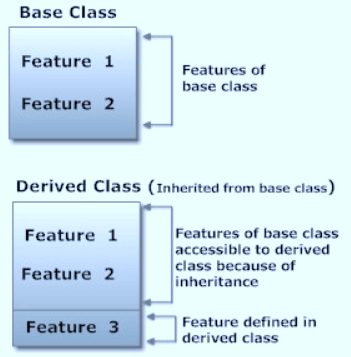 Base Class
Feature 1
Feature 2
Features of
base class
Derived Class (Inherited from base class)
Feature 1
Feature 2
Features of base class
accessible to derived
class because of
inheritance
Feature 3
Feature defined in
derived class